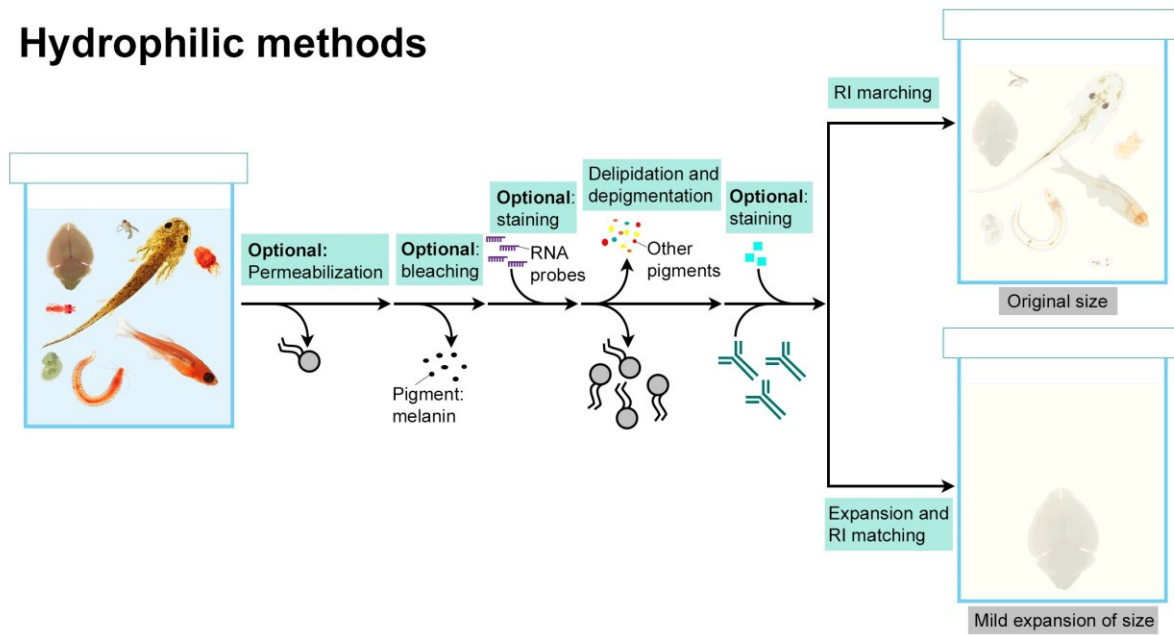 Hydrophilic methods
RI marching
Original size
Optional:
Permeabilization
Optional:
bleaching
Optional:
staining
RNA
probes
Delipidation and
depigmentation
Other
pigments
Optional:
staining
Pigment:
melanin
Expansion and
RI matching
Mild expansion of size